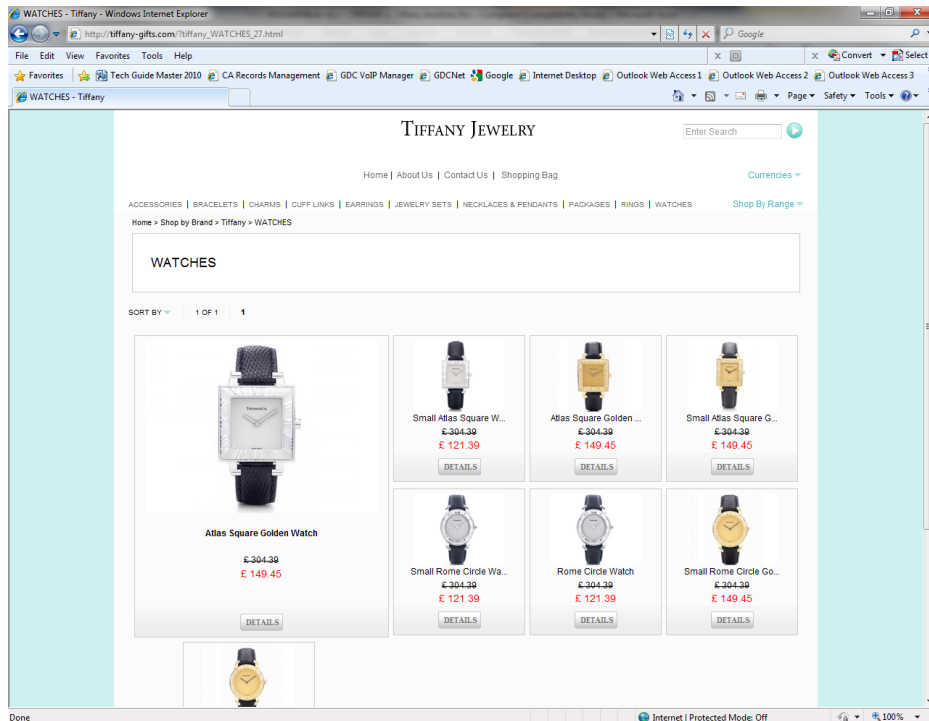 WATCHES - Tiffany - Windows Internet Explorer
http://tiffany-gifts.com/?tiffany_WATCHES_27.html
Google
File Edit View Favorites Tools Help
Convert Select
Favorites Tech Guide Master 2010 CA Records Management GDC VoIP Manager GDCNet Google Internet Desktop Outlook Web Access 1 Outlook Web Access 2 Outlook Web Access 3
WATCHES - Tiffany
Page Safety Tools
TIFFANY JEWELRY
Enter Search
Home | About Us | Contact Us | Shopping Bag
Currencies
ACCESSORIES | BRACELETS | CHARMS | CUFF LINKS | EARRINGS | JEWELRY SETS | NECKLACES & PENDANTS | PACKAGES | RINGS | WATCHES
Shop By Range
Home > Shop by Brand > Tiffany > WATCHES
WATCHES
SORT BY 1 OF 1 1
Atlas Square Golden Watch
£ 304.39
£ 149.45
DETAILS
Small Atlas Square W...
£ 304.39
£ 121.39
DETAILS
Atlas Square Golden ...
£ 304.39
£ 149.45
DETAILS
Small Atlas Square G...
£ 304.39
£ 149.45
DETAILS
Small Rome Circle Wa...
£ 304.39
£ 121.39
DETAILS
Rome Circle Watch
£ 304.39
£ 121.39
DETAILS
Small Rome Circle Go...
£ 304.39
£ 149.45
DETAILS
Done
Internet | Protected Mode: Off
100%